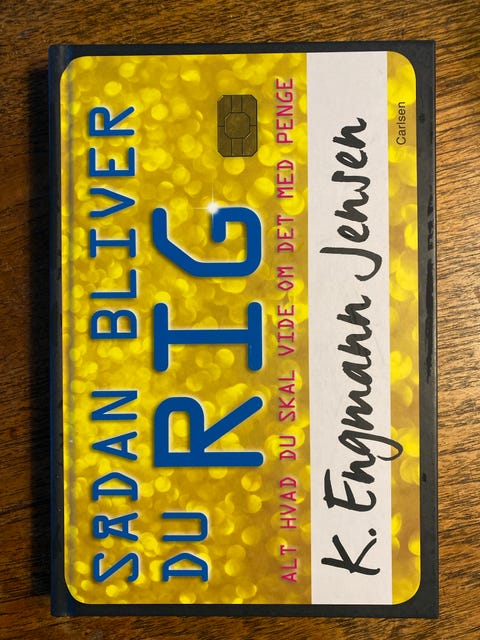 SÅDAN BLIVER
DU RIG
ALT HVAD DU SKAL VIDE OM DET MED PENGE
K. Engmann Jensen
Carlsen